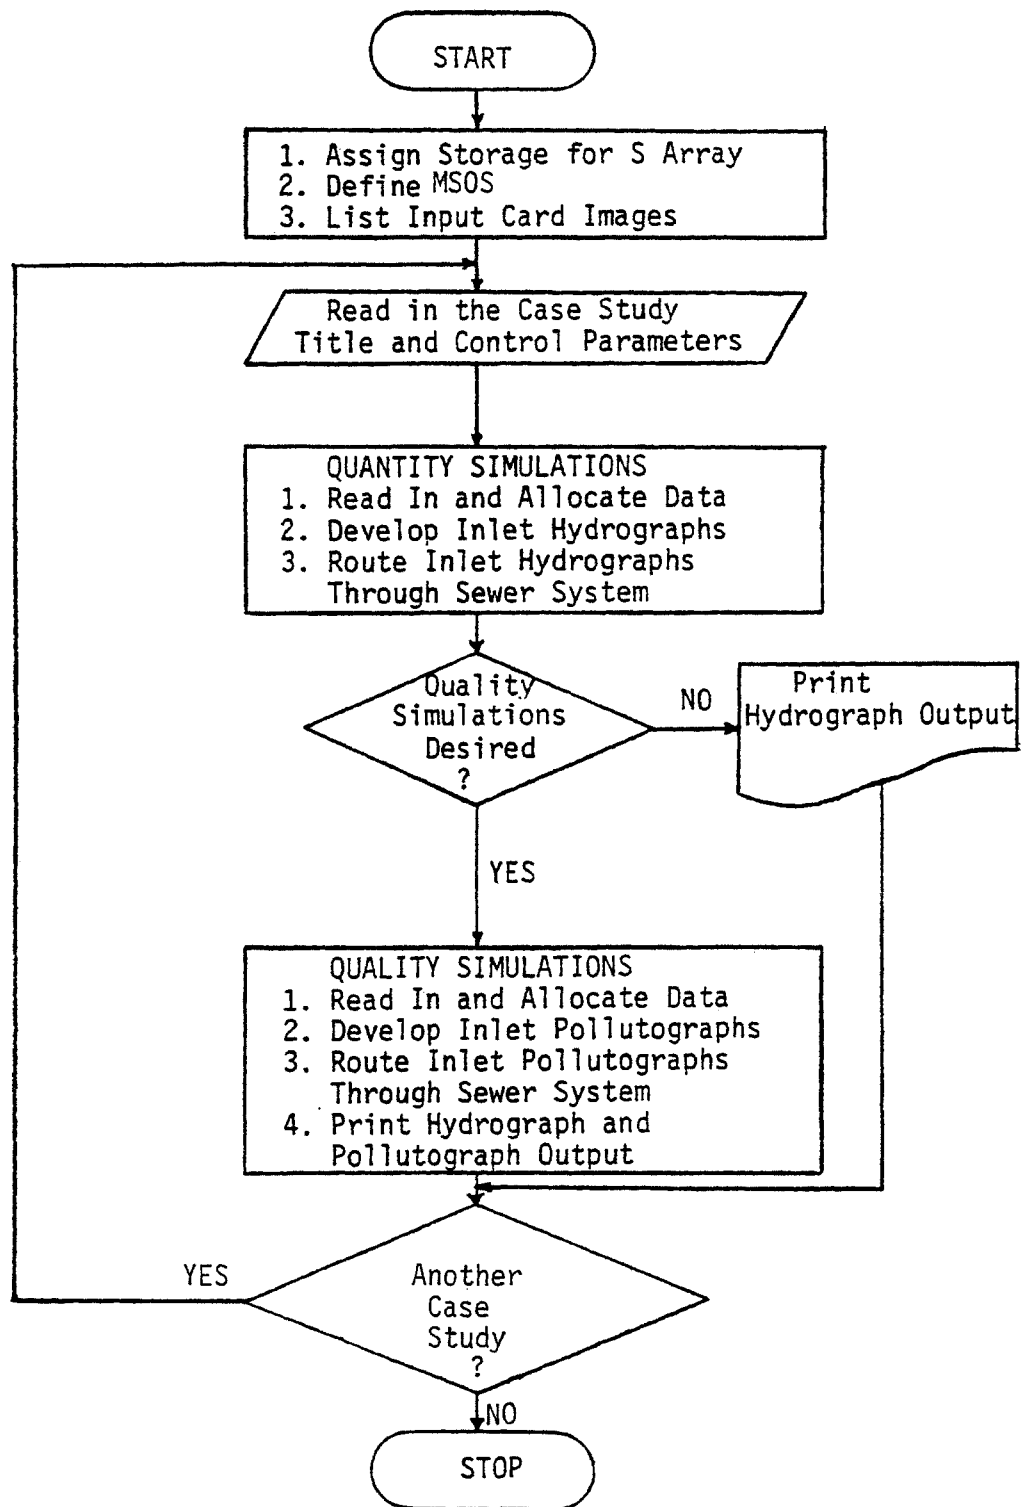 START
1. Assign Storage for S Array
2. Define MSOS
3. List Input Card Images
Read in the Case Study
Title and Control Parameters
QUANTITY SIMULATIONS
1. Read In and Allocate Data
2. Develop Inlet Hydrographs
3. Route Inlet Hydrographs
Through Sewer System
Quality
Simulations
Desired
?
NO
Print
Hydrograph Output
YES
QUALITY SIMULATIONS
1. Read In and Allocate Data
2. Develop Inlet Pollutographs
3. Route Inlet Pollutographs
Through Sewer System
4. Print Hydrograph and
Pollutograph Output
YES
Another
Case
Study
?
NO
STOP